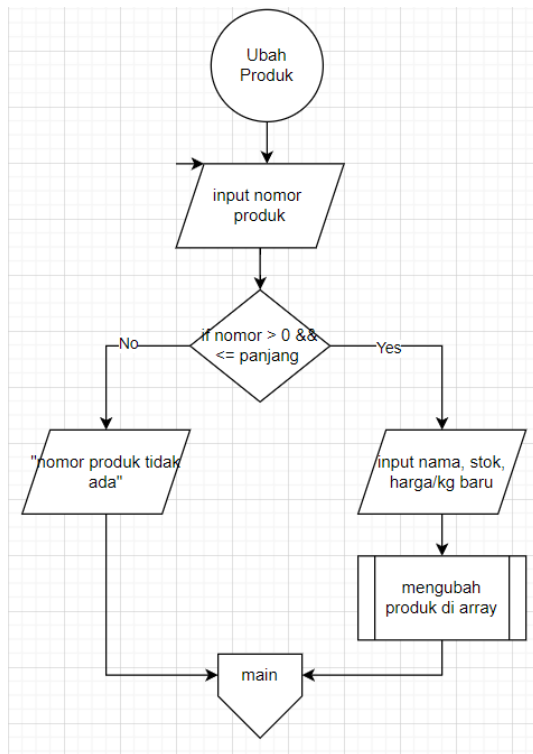 Ubah
Produk
input nomor
produk
if nomor > 0 &&
<= panjang
No
Yes
"nomor produk tidak
ada"
input nama, stok,
harga/kg baru
mengubah
produk di array
main